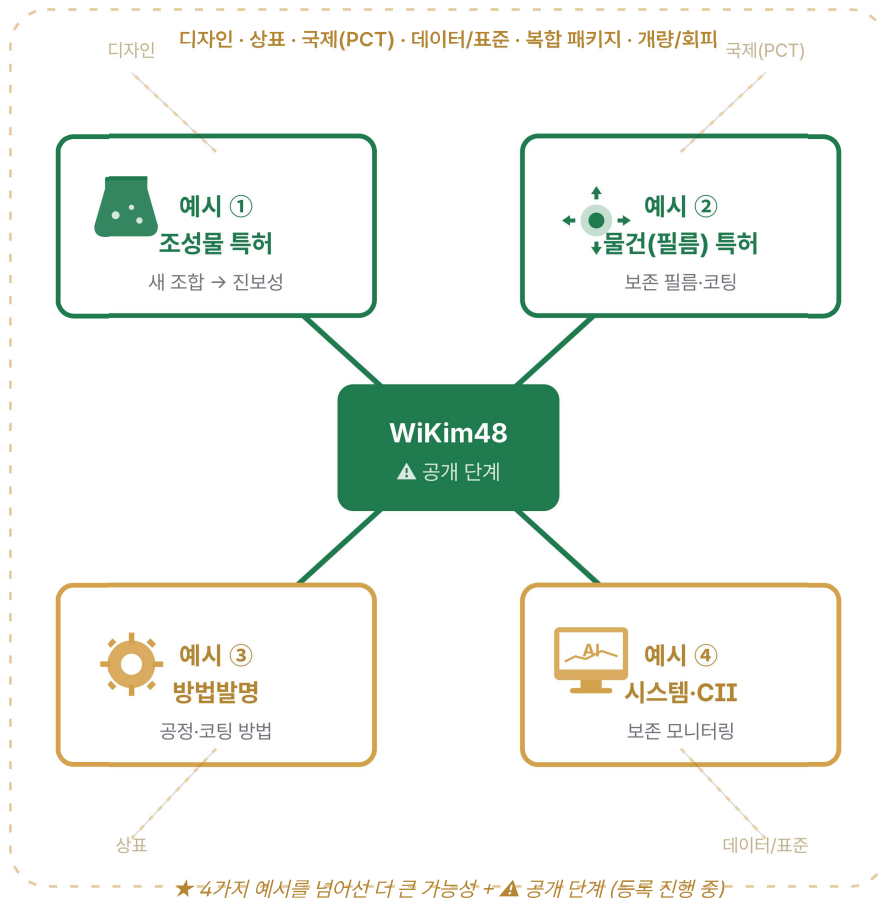 디자인 · 상표 · 국제(PCT) · 데이터/표준 · 복합 패키지 · 개량/회피
디자인
국제(PCT)
예시 ①
조성물 특허
새 조합 → 진보성
예시 ②
물건(필름) 특허
보존 필름·코팅
WiKim48
⚠ 공개 단계
예시 ③
방법발명
공정·코팅 방법
AI
예시 ④
시스템·CII
보존 모니터링
상표
데이터/표준
★ 4가지 예서를 넘어선 더 큰 가능성 + ⚠ 공개 단계 (등록 진행 중)